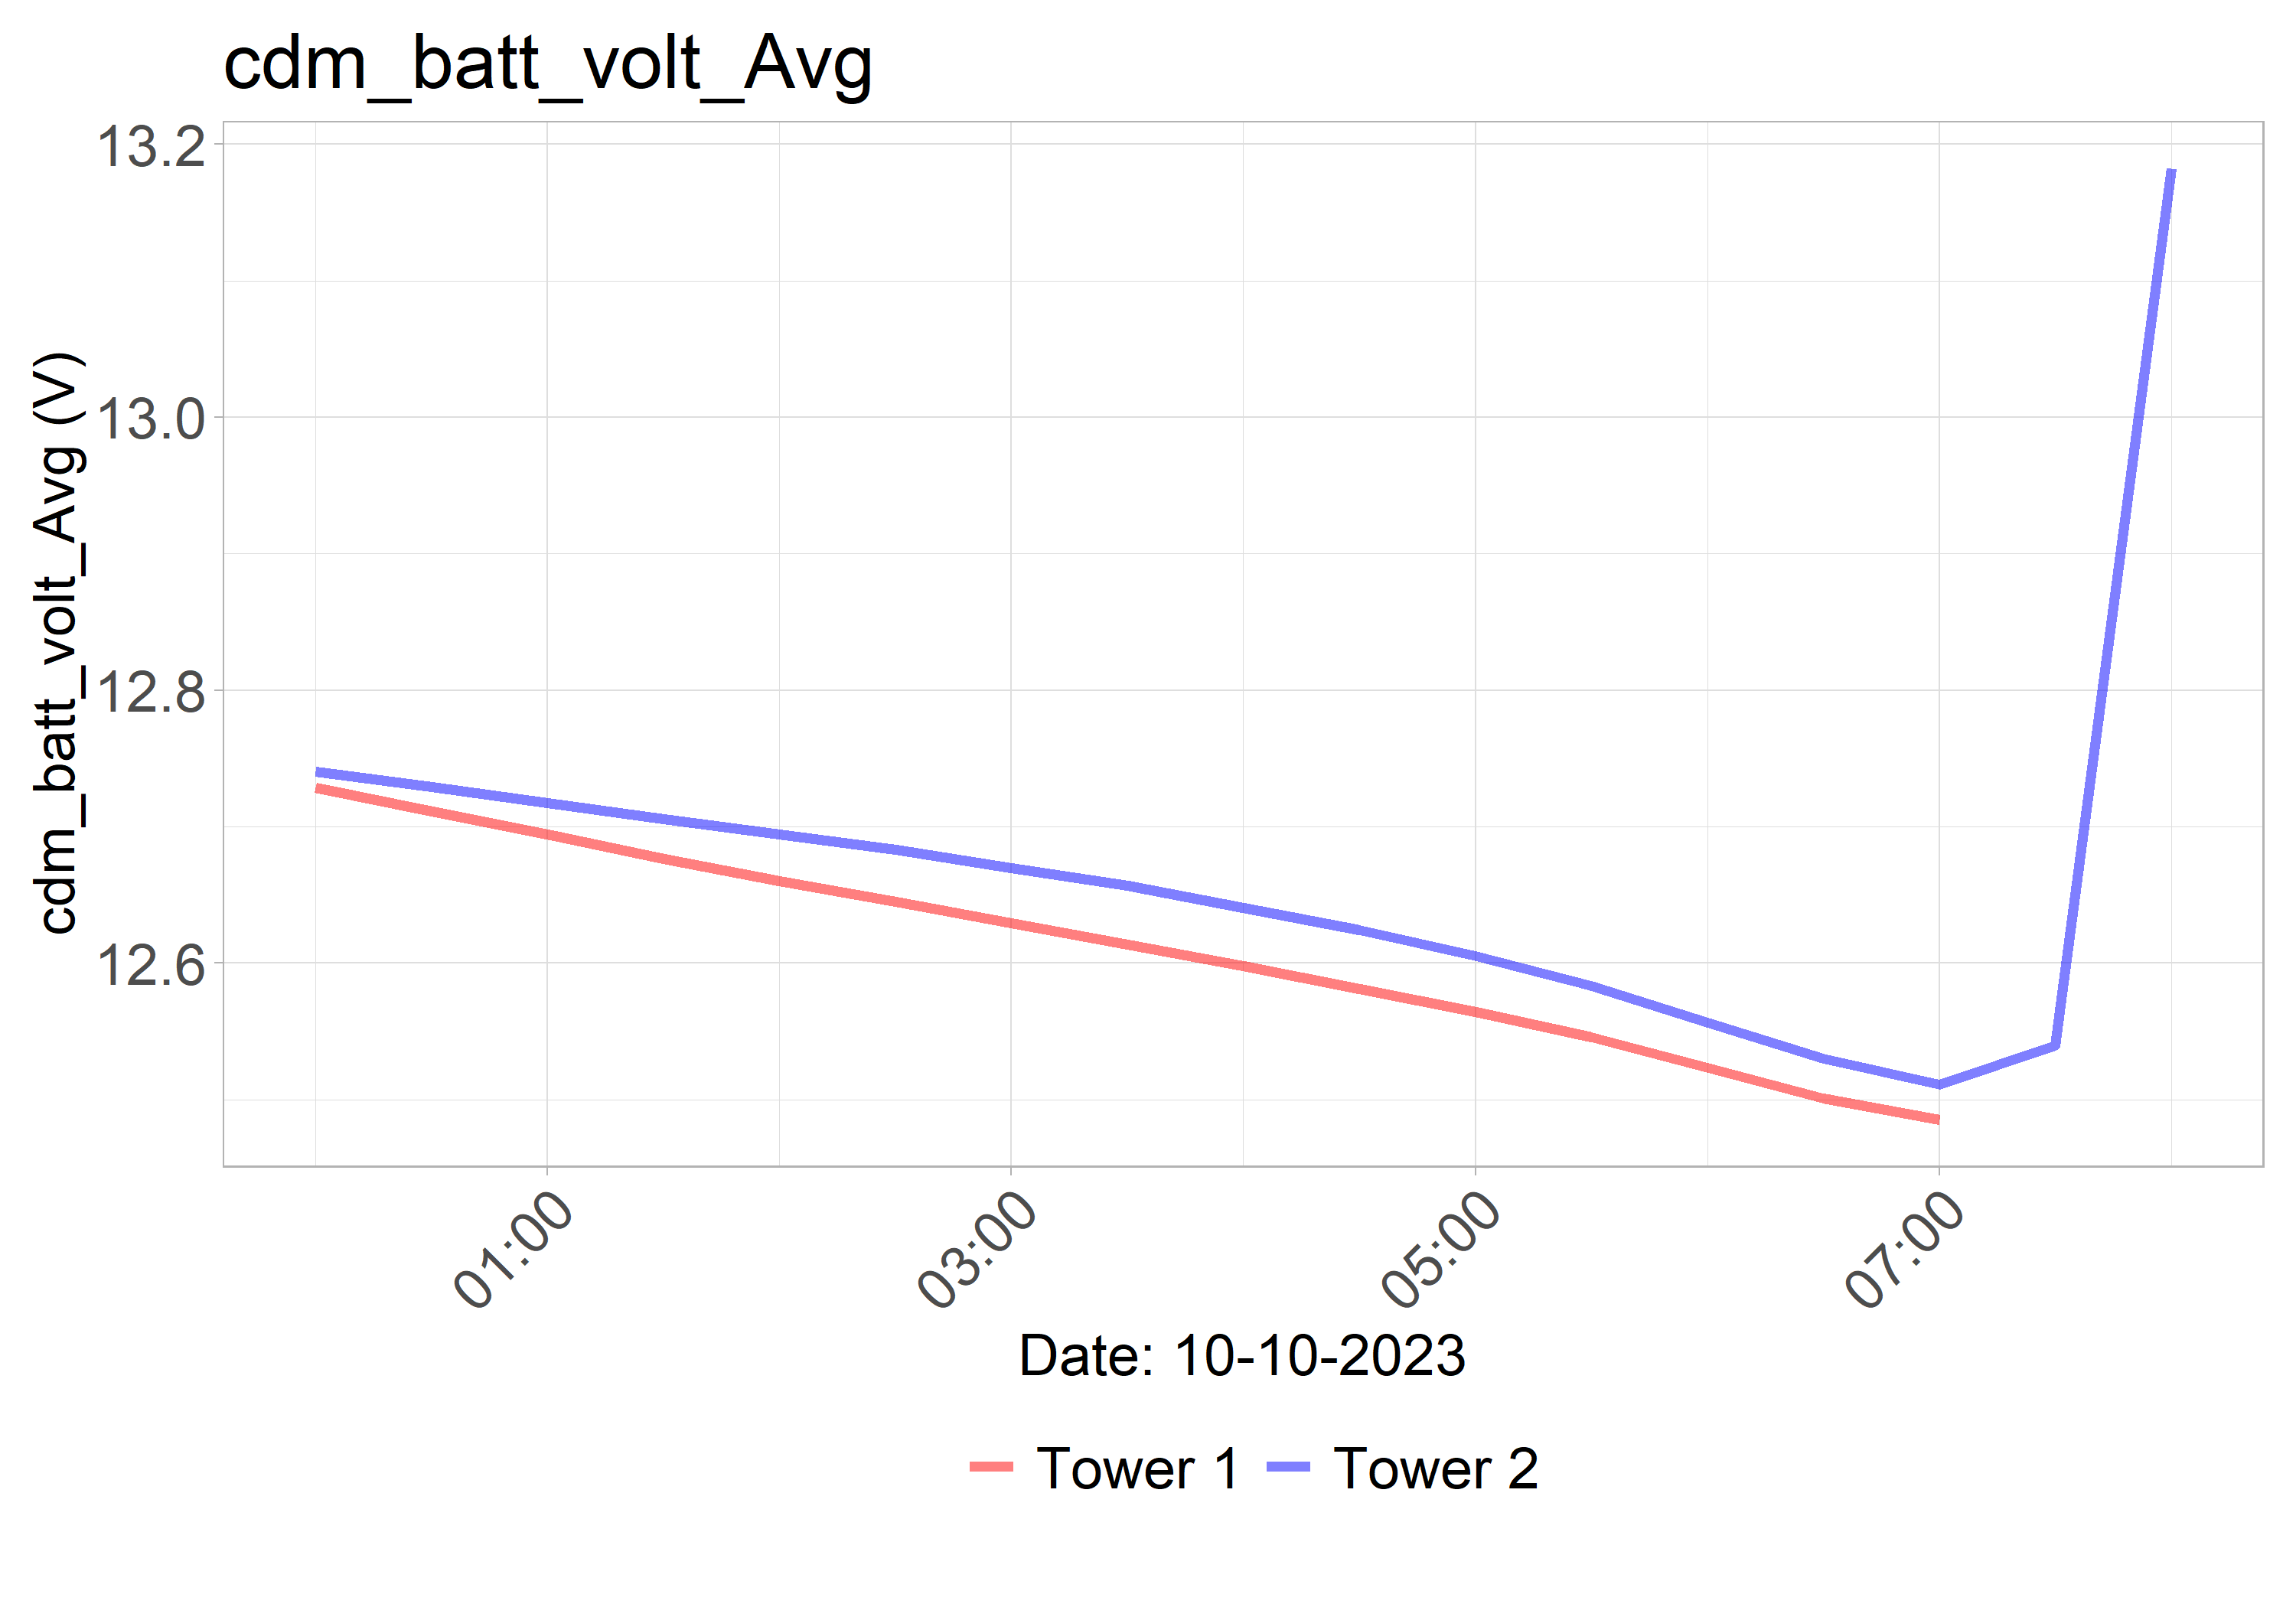 cdm_batt_volt_Avg
cdm_batt_volt_Avg (V)
13.2
13.0
12.8
12.6
01:00
03:00
05:00
07:00
Date: 10-10-2023
Tower 1
Tower 2